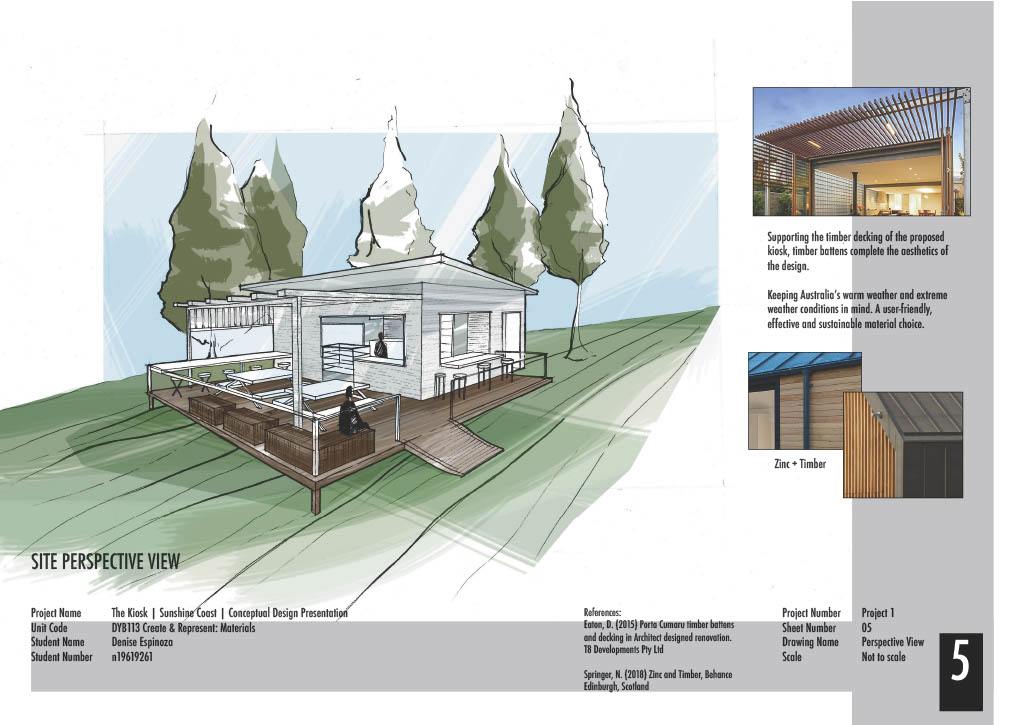 Supporting the timber decking of the proposed
kiosk, timber battens complete the aesthetics of
the design.
Keeping Australia's warm weather and extreme
weather conditions in mind. A user-friendly,
effective and sustainable material choice.
Zinc + Timber
SITE PERSPECTIVE VIEW
Project Name The Kiosk | Sunshine Coast | Conceptual Design Presentation
Unit Code DYB113 Create & Represent: Materials
Student Name Denise Espinoza
Student Number n19619261
References:
Eaton, D. (2015) Porta Cumaru timber battens
and decking in Architect designed renovation.
T8 Developments Pty Ltd
Springer, N. (2018) Zinc and Timber, Behance
Edinburgh, Scotland
Project Number Project 1
Sheet Number 05
Drawing Name Perspective View
Scale Not to scale
5